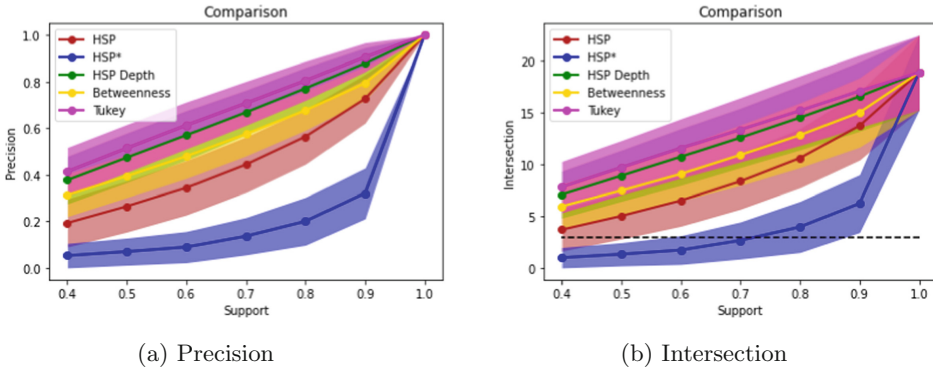 Comparison
HSP
HSP*
HSP Depth
Betweenness
Tukey
Precision
1.0
0.8
0.6
0.4
0.2
0.0
0.4 0.5 0.6 0.7 0.8 0.9 1.0
Support
(a) Precision
Comparison
HSP
HSP*
HSP Depth
Betweenness
Tukey
Intersection
20
15
10
5
0
0.4 0.5 0.6 0.7 0.8 0.9 1.0
Support
(b) Intersection